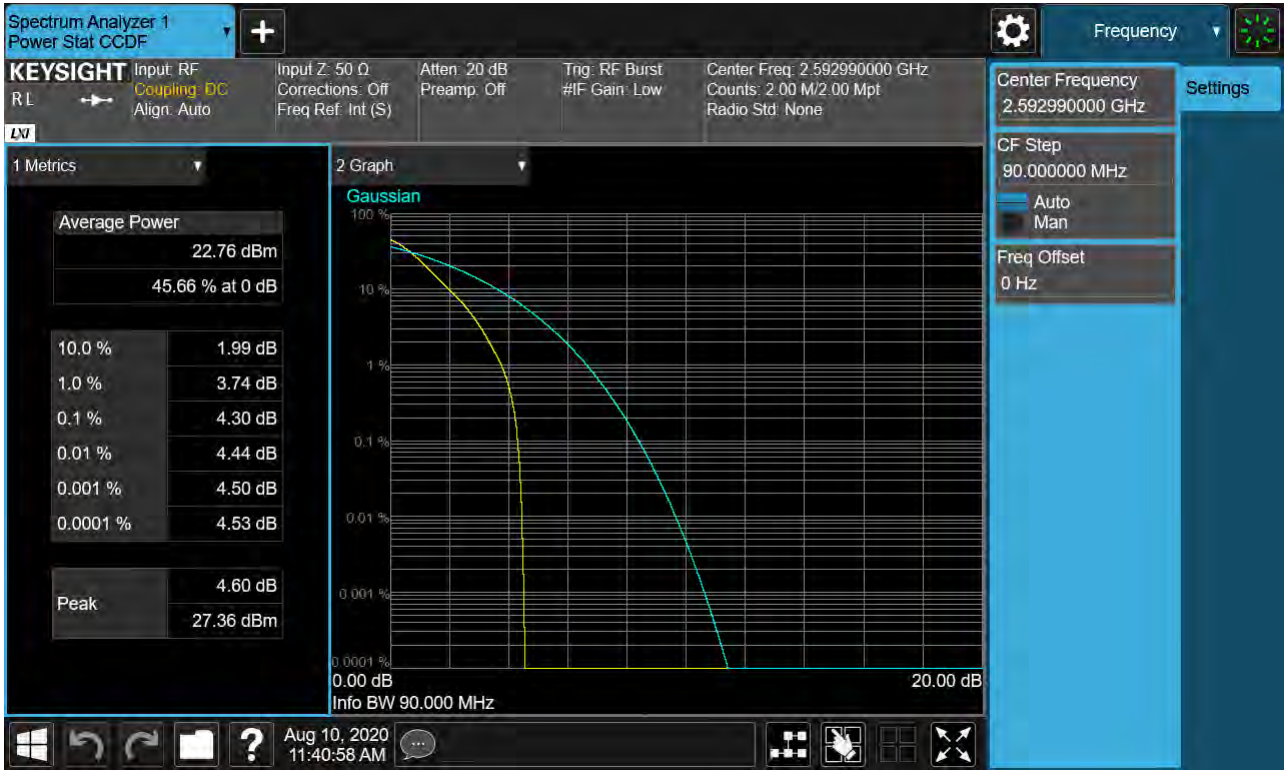 Spectrum Analyzer 1
Power Stat CCDF
+
Frequency
KEYSIGHT
RL
LXI
Input: RF
Coupling: DC
Align: Auto
Input Z: 50 Ω
Corrections: Off
Freq Ref: Int (S)
Atten: 20 dB
Preamp: Off
Trig: RF Burst
#IF Gain: Low
Center Freq: 2.592990000 GHz
Counts: 2.00 M/2.00 Mpt
Radio Std: None
Center Frequency
2.592990000 GHz
Settings
CF Step
90.000000 MHz
Auto
Man
Freq Offset
0 Hz
1 Metrics
Average Power
22.76 dBm
45.66 % at 0 dB
10.0 % 1.99 dB
1.0 % 3.74 dB
0.1 % 4.30 dB
0.01 % 4.44 dB
0.001 % 4.50 dB
0.0001 % 4.53 dB
Peak
4.60 dB
27.36 dBm
2 Graph
Gaussian
100 %
10 %
1 %
0.1 %
0.01 %
0.001 %
0.0001 %
0.00 dB
20.00 dB
Info BW 90.000 MHz
?
Aug 10, 2020
11:40:58 AM